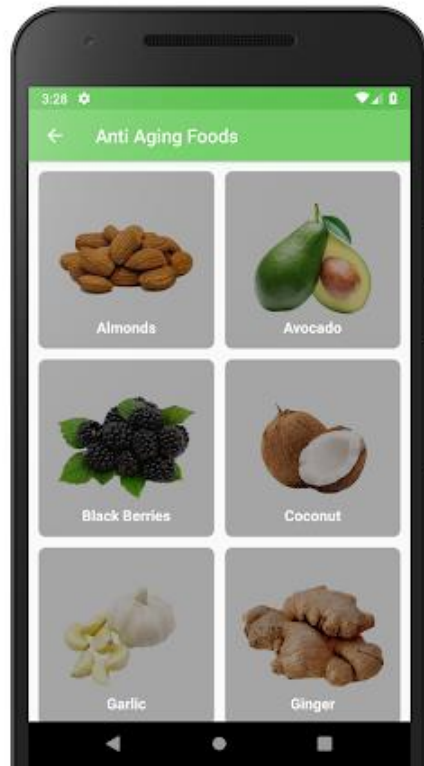 3:28
Anti Aging Foods
Almonds
Avocado
Black Berries
Coconut
Garlic
Ginger